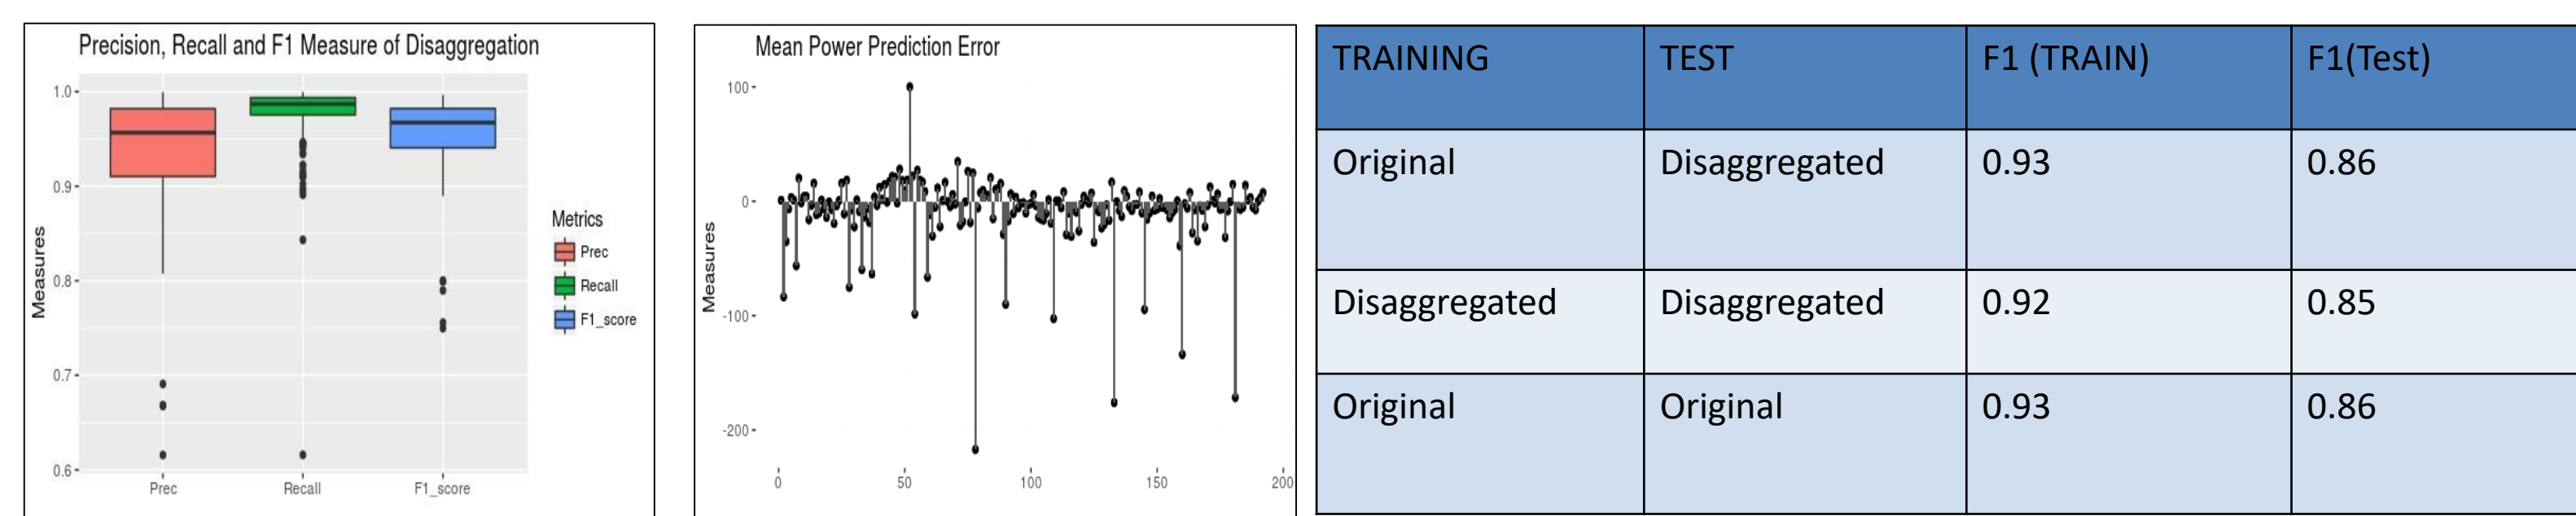 Precision, Recall and F1 Measure of Disaggregation
Measures
1.0
0.9
0.8
0.7
0.6
Prec
Recall
F1_score
Metrics
Prec
Recall
F1_score
Mean Power Prediction Error
Measures
100
0
-100
-200
0
50
100
150
200
TRAINING TEST F1 (TRAIN) F1(Test)
Original Disaggregated 0.93 0.86
Disaggregated Disaggregated 0.92 0.85
Original Original 0.93 0.86